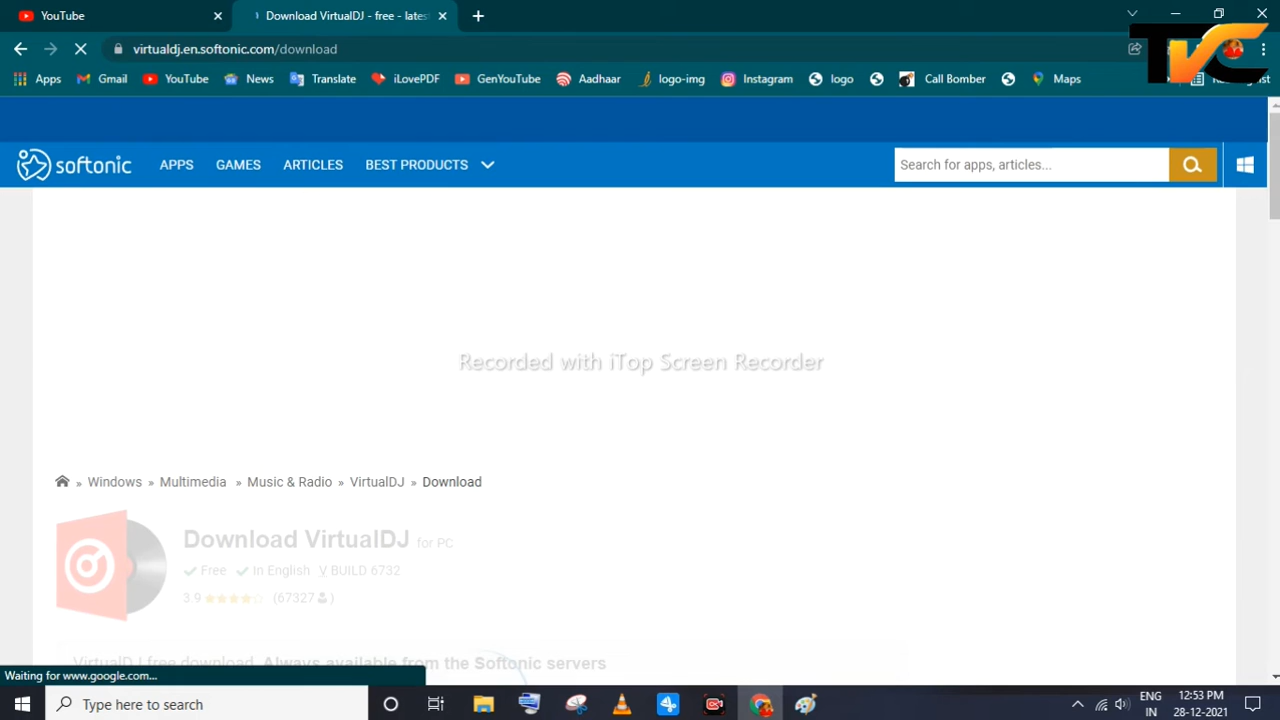 YouTube
Download VirtualDJ - free - lates
virtualdj.en.softonic.com/download
TVC
Apps
Gmail
YouTube
News
Translate
iLovePDF
GenYouTube
Aadhaar
logo-img
Instagram
logo
Call Bomber
Maps
softonic
APPS
GAMES
ARTICLES
BEST PRODUCTS
Search for apps, articles...
Recorded with iTop Screen Recorder
» Windows » Multimedia » Music & Radio » VirtualDJ » Download
Download VirtualDJ for PC
Free In English V BUILD 6732
3.9 (67327 )
VirtualDJ free download. Always available from the Softonic servers
Waiting for www.google.com...
Type here to search
ENG
IN
12:53 PM
28-12-2021